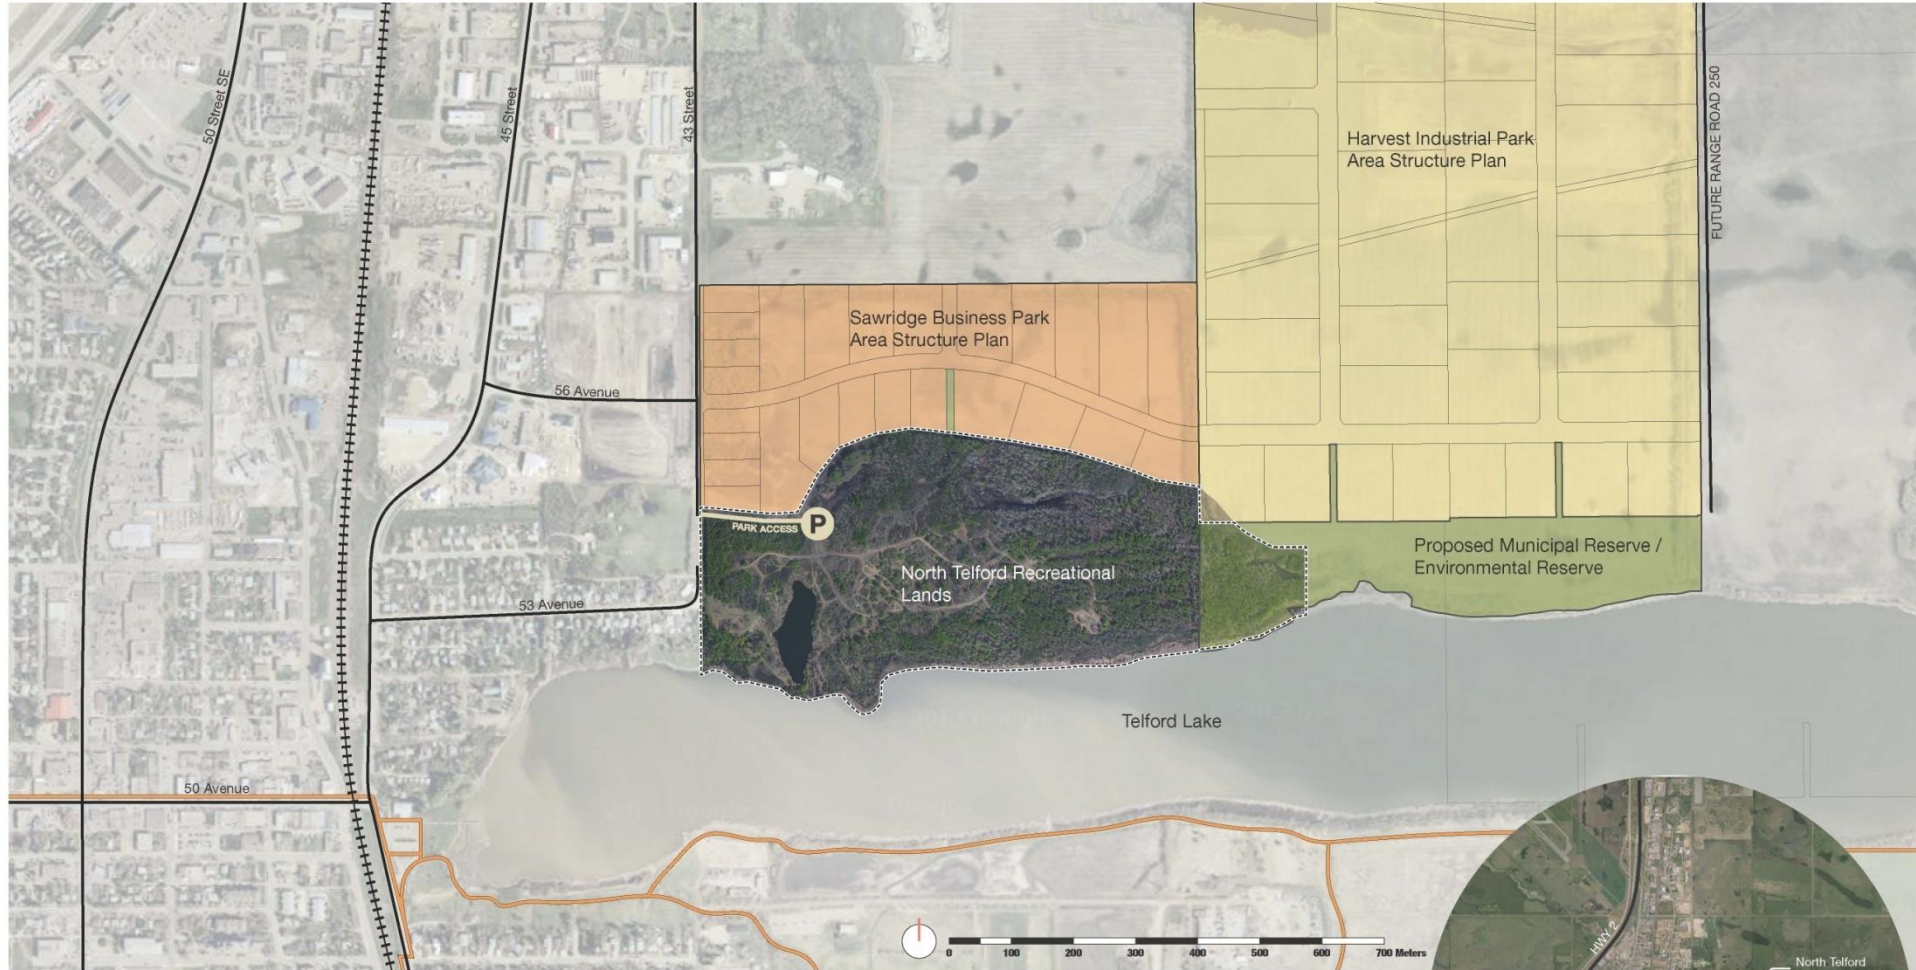 50 Street SE
45 Street
43 Street
Harvest Industrial Park
Area Structure Plan
FUTURE RANGE ROAD 250
Sawridge Business Park
Area Structure Plan
56 Avenue
PARK ACCESS
P
Proposed Municipal Reserve /
Environmental Reserve
North Telford Recreational
Lands
53 Avenue
Telford Lake
50 Avenue
0 100 200 300 400 500 600 700 Meters
HWY 2
North Telford